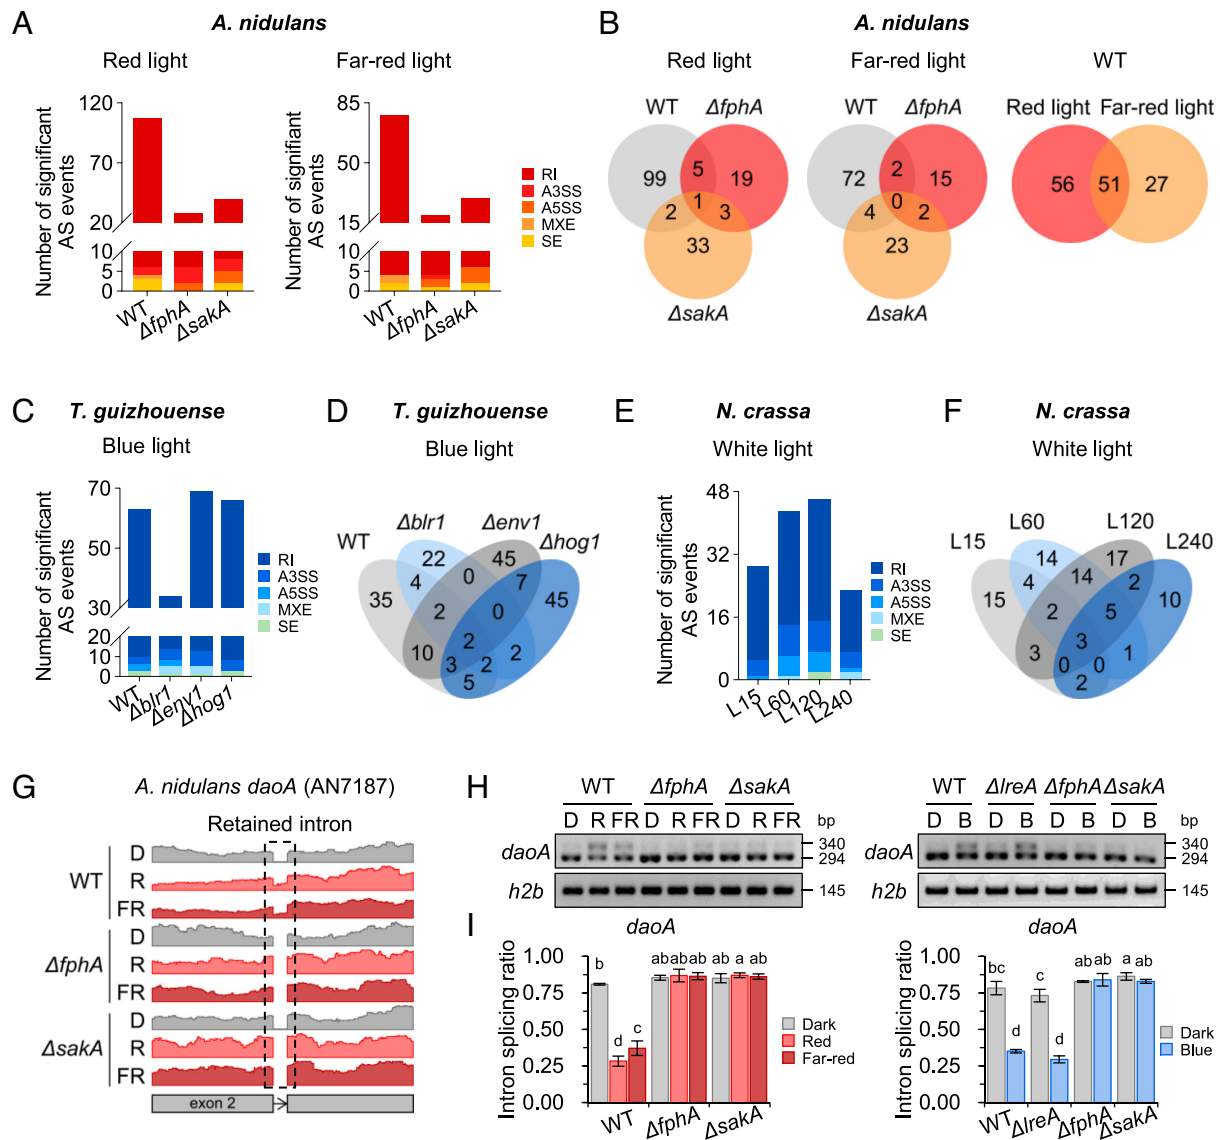 A
A. nidulans
Red light
Far-red light
Number of significant
AS events
120
70
20
10
5
0
WT
ΔfphA
ΔsakA
Number of signifiant
AS events
85
50
15
10
5
0
WT
ΔfphA
ΔsakA
RI
A3SS
A5SS
MXE
SE
B
A. nidulans
Red light
Far-red light
WT
WT
ΔfphA
99
5
19
1
2
3
33
ΔsakA
WT
ΔfphA
72
2
15
0
4
2
23
ΔsakA
Red light
Far-red light
56
51
27
C
T. guizhouense
Blue light
Number of significant
AS events
70
50
30
20
10
0
WT
Δblr1
Δenv1
Δhog1
RI
A3SS
A5SS
MXE
SE
D
T. guizhouense
Blue light
WT
Δblr1
Δenv1
Δhog1
35
22
45
45
4
0
7
2
0
10
2
2
3
2
5
E
N. crassa
White light
Number of significant
AS events
48
32
16
0
L15
L60
L120
L240
RI
A3SS
A5SS
MXE
SE
F
N. crassa
White light
L15
L60
L120
L240
15
14
17
10
4
14
2
2
5
3
3
1
0
0
2
G
A. nidulans daoA (AN7187)
Retained intron
WT
D
R
FR
ΔfphA
D
R
FR
ΔsakA
D
R
FR
exon 2
H
WT
ΔfphA
ΔsakA
D R FR D R FR D R FR bp
daoA
340
294
h2b
145
WT
ΔlreA
ΔfphA
ΔsakA
D B D B D B D B bp
daoA
340
294
h2b
145
I
daoA
Intron splicing ratio
1.00
0.75
0.50
0.25
0.00
b
d
c
ab ab ab
ab a ab
WT
ΔfphA
ΔsakA
Dark
Red
Far-red
daoA
Intron splicing ratio
1.00
0.75
0.50
0.25
0.00
bc
d
c
d
ab ab
a ab
WT
ΔlreA
ΔfphA
ΔsakA
Dark
Blue